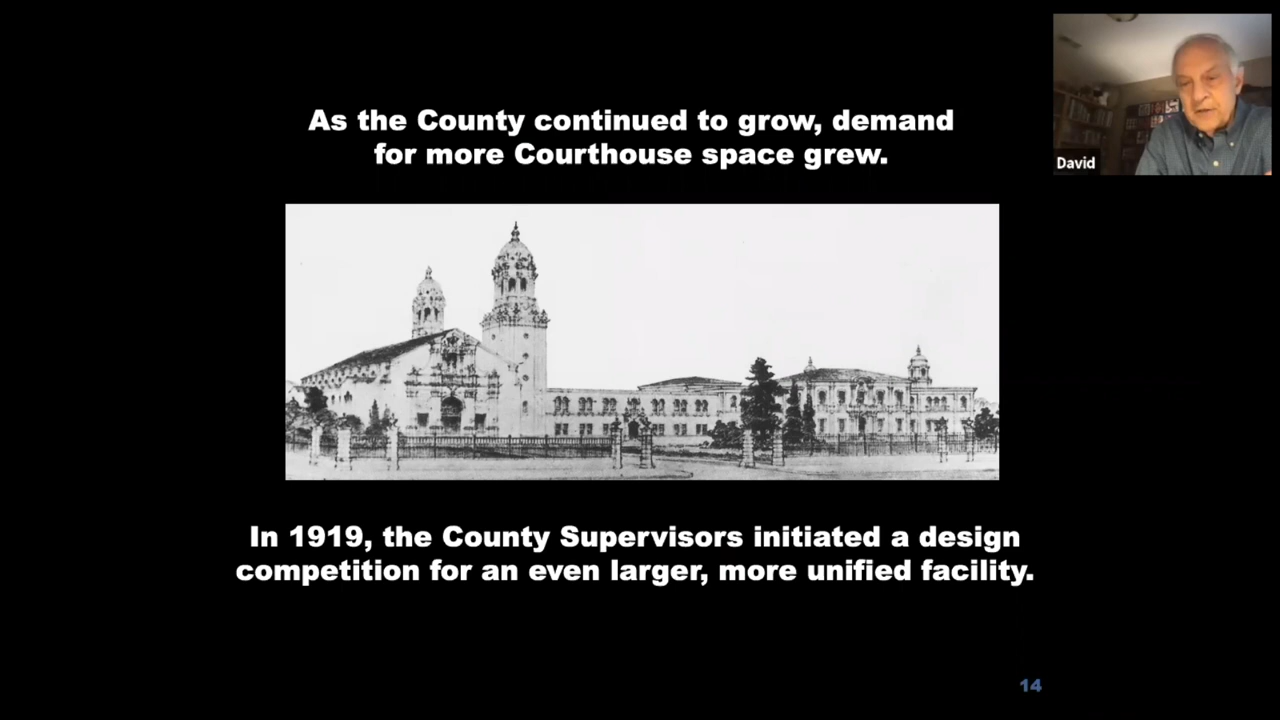 As the County continued to grow, demand
for more Courthouse space grew.
David
In 1919, the County Supervisors initiated a design
competition for an even larger, more unified facility.
14